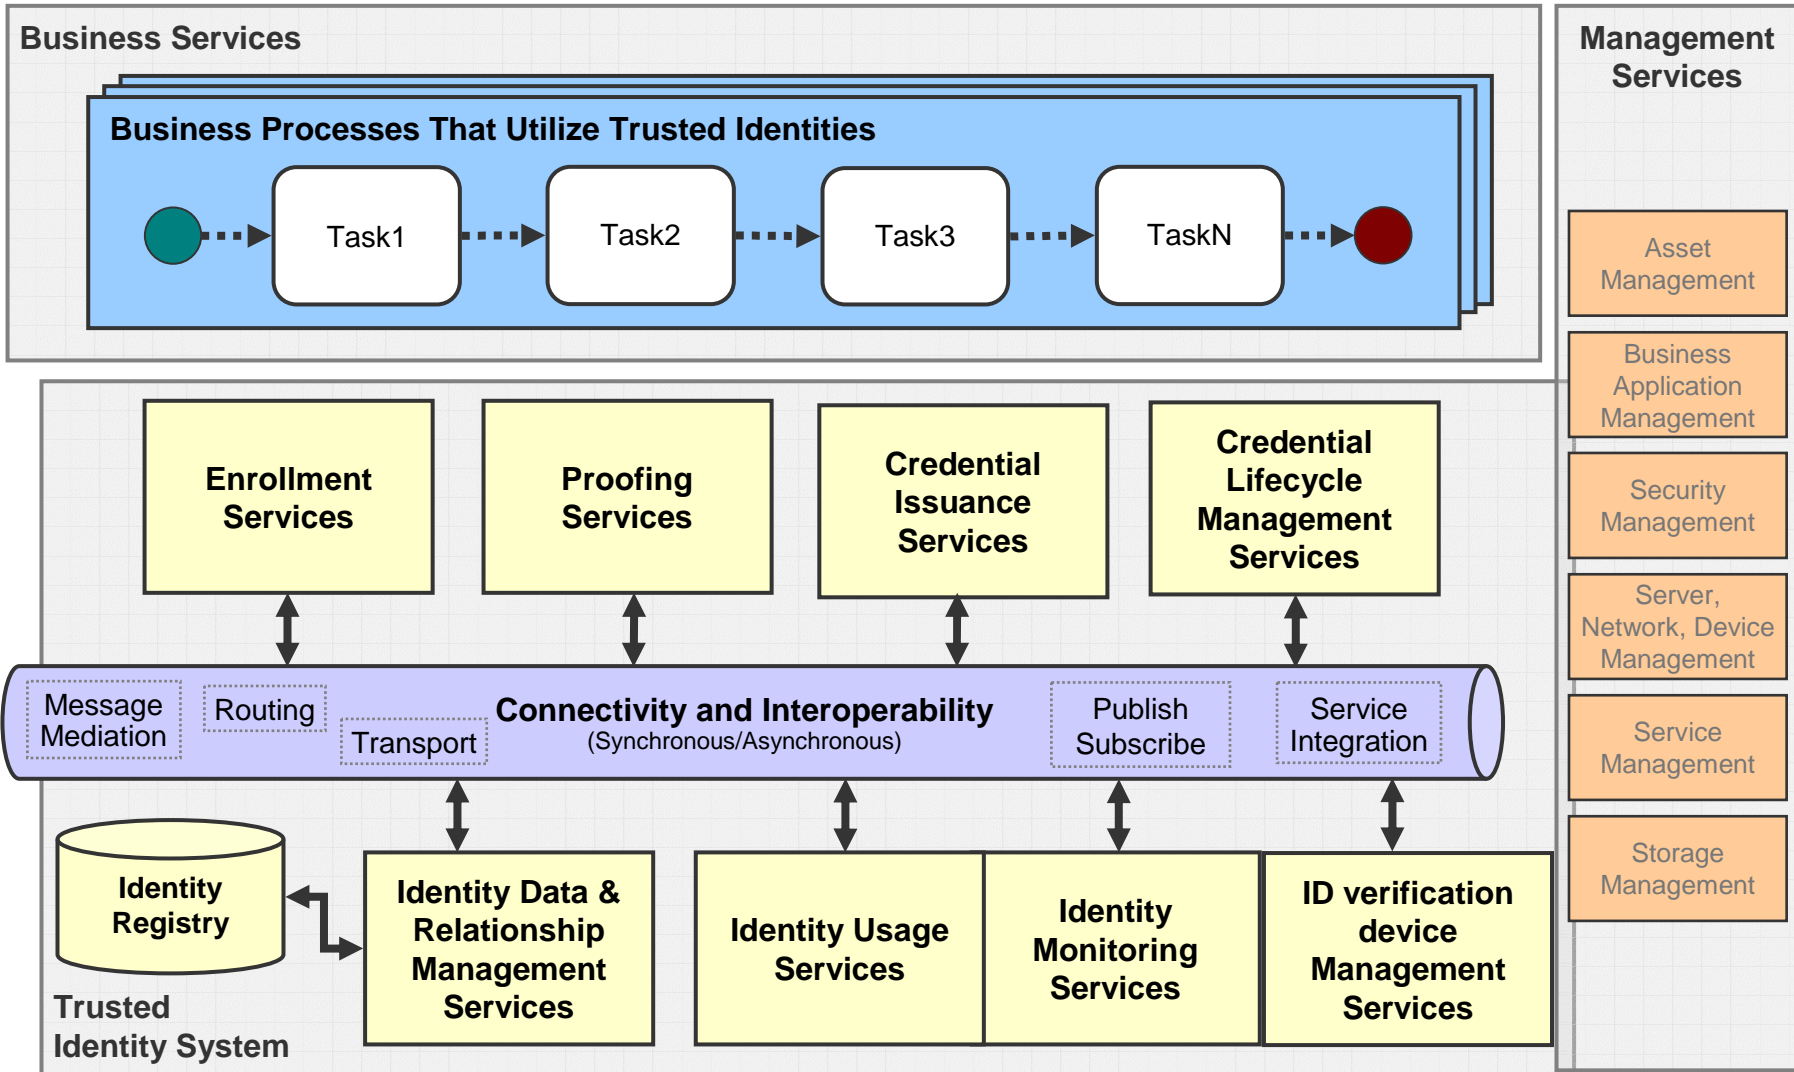 Business Services
Business Processes That Utilize Trusted Identities
Task1
Task2
Task3
TaskN
Management
Services
Asset
Management
Business
Application
Management
Security
Management
Server,
Network, Device
Management
Service
Management
Storage
Management
Enrollment
Services
Proofing
Services
Credential
Issuance
Services
Credential
Lifecycle
Management
Services
Message
Mediation
Routing
Transport
Connectivity and Interoperability
(Synchronous/Asynchronous)
Publish
Subscribe
Service
Integration
Identity
Registry
Identity Data &
Relationship
Management
Services
Identity Usage
Services
Identity
Monitoring
Services
ID verification
device
Management
Services
Trusted
Identity System